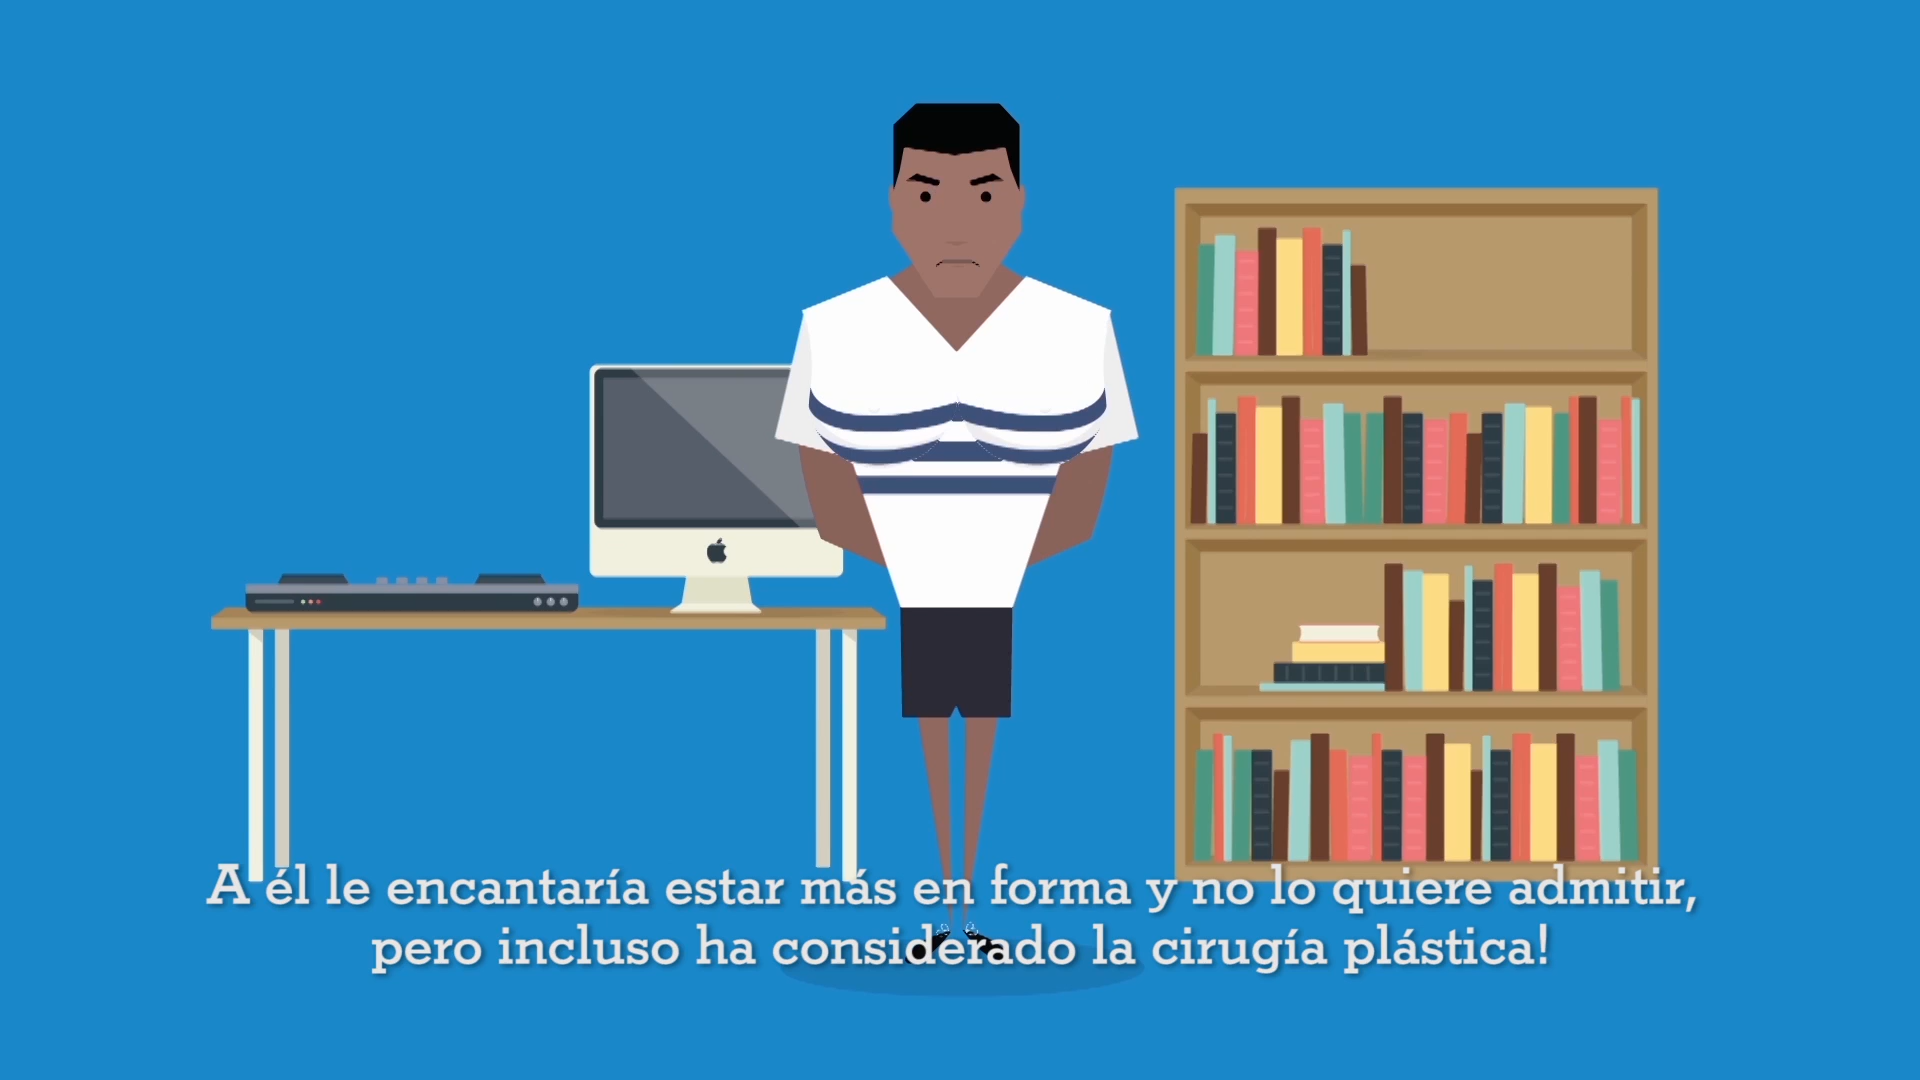 A él le encantaría estar más en forma y no lo quiere admitir,
pero incluso ha considerado la cirugía plástica!